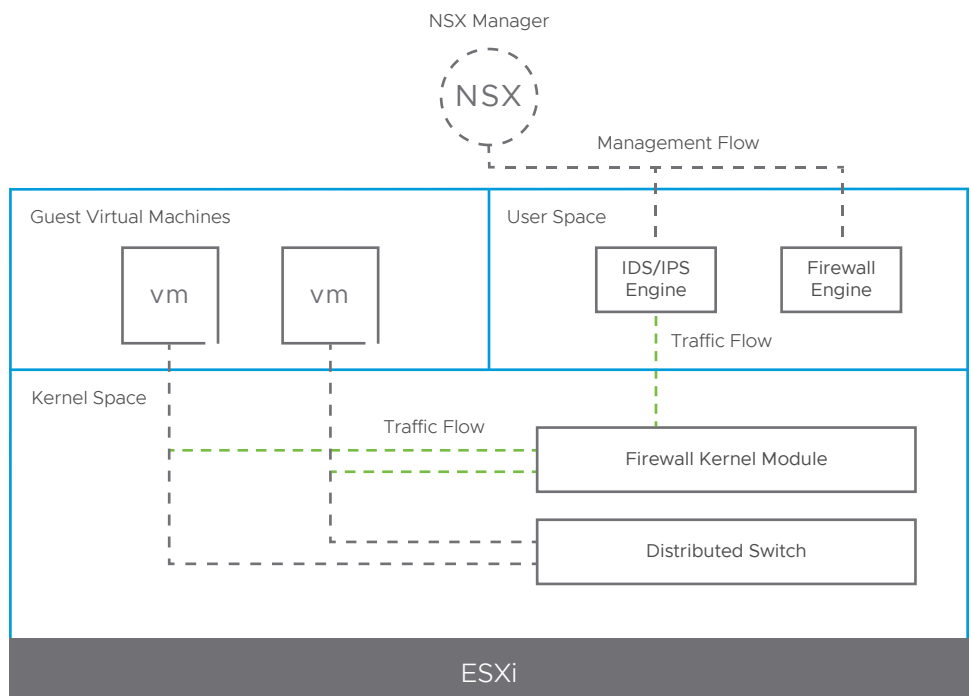 NSX Manager
NSX
Management Flow
Guest Virtual Machines
User Space
vm
vm
IDS/IPS
Engine
Firewall
Engine
Traffic Flow
Kernel Space
Traffic Flow
Firewall Kernel Module
Distributed Switch
ESXi